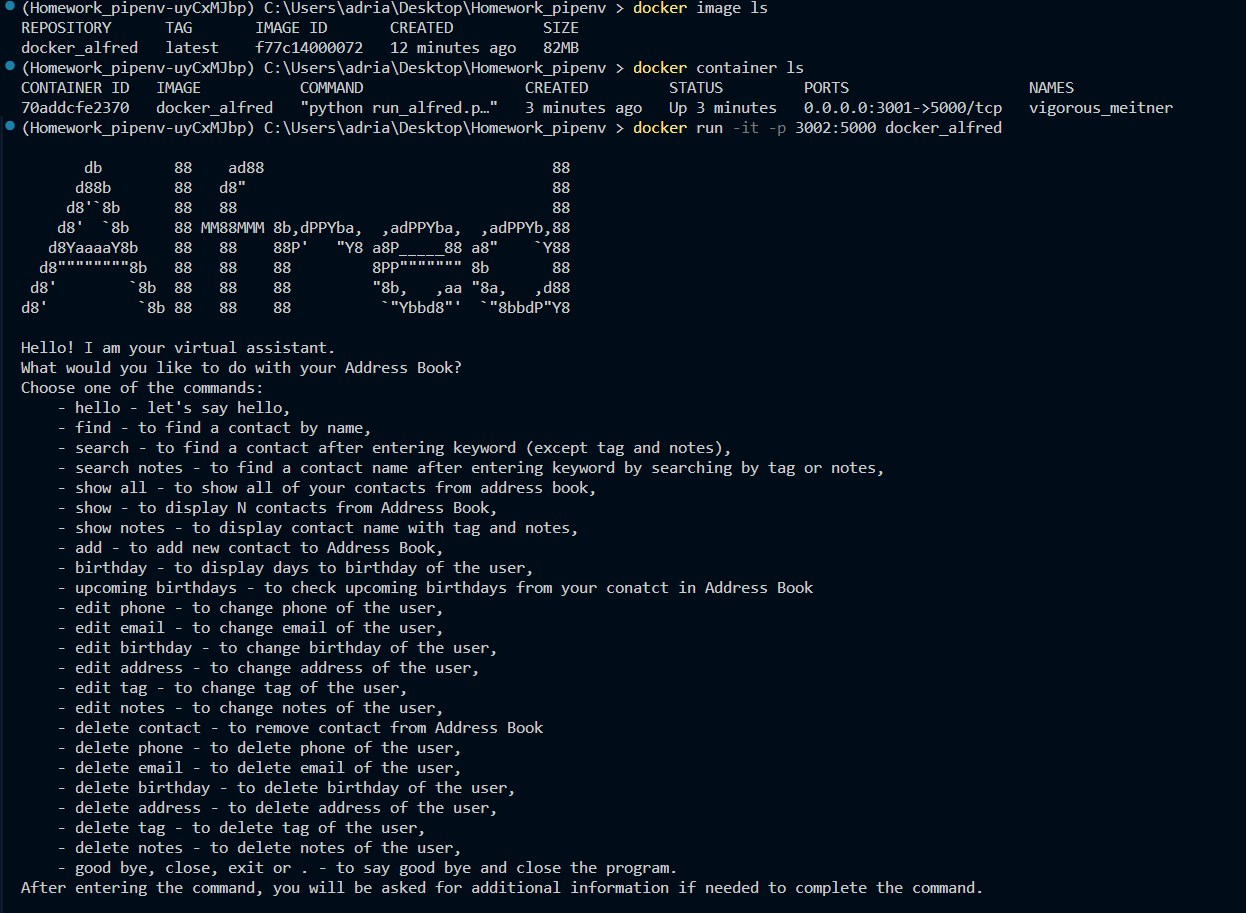 (Homework_pipenv-uyCxMJbp) C:\Users\adria\Desktop\Homework_pipenv > docker image ls
REPOSITORY      TAG       IMAGE ID       CREATED          SIZE
docker_alfred   latest    f77c14000072   12 minutes ago   82MB
(Homework_pipenv-uyCxMJbp) C:\Users\adria\Desktop\Homework_pipenv > docker container ls
CONTAINER ID   IMAGE           COMMAND                  CREATED         STATUS         PORTS                    NAMES
70addcfe2370   docker_alfred   "python run_alfred.p…"   3 minutes ago   Up 3 minutes   0.0.0.0:3001->5000/tcp   vigorous_meitner
(Homework_pipenv-uyCxMJbp) C:\Users\adria\Desktop\Homework_pipenv > docker run -it -p 3002:5000 docker_alfred
       db        88    ad88                                88
      d88b       88   d8"                                  88
     d8'`8b      88   88                                   88
    d8'  `8b     88 MM88MMM 8b,dPPYba,  ,adPPYba,  ,adPPYb,88
   d8YaaaaY8b    88   88    88P'   "Y8 a8P_____88 a8"    `Y88
  d8""""""""8b   88   88    88         8PP""""""" 8b       88
 d8'        `8b  88   88    88         "8b,   ,aa "8a,   ,d88
d8'          `8b 88   88    88          `"Ybbd8"'  `"8bbdP"Y8
Hello! I am your virtual assistant.
What would you like to do with your Address Book?
Choose one of the commands:
    - hello - let's say hello,
    - find - to find a contact by name,
    - search - to find a contact after entering keyword (except tag and notes),
    - search notes - to find a contact name after entering keyword by searching by tag or notes,
    - show all - to show all of your contacts from address book,
    - show - to display N contacts from Address Book,
    - show notes - to display contact name with tag and notes,
    - add - to add new contact to Address Book,
    - birthday - to display days to birthday of the user,
    - upcoming birthdays - to check upcoming birthdays from your conatct in Address Book
    - edit phone - to change phone of the user,
    - edit email - to change email of the user,
    - edit birthday - to change birthday of the user,
    - edit address - to change address of the user,
    - edit tag - to change tag of the user,
    - edit notes - to change notes of the user,
    - delete contact - to remove contact from Address Book
    - delete phone - to delete phone of the user,
    - delete email - to delete email of the user,
    - delete birthday - to delete birthday of the user,
    - delete address - to delete address of the user,
    - delete tag - to delete tag of the user,
    - delete notes - to delete notes of the user,
    - good bye, close, exit or . - to say good bye and close the program.
After entering the command, you will be asked for additional information if needed to complete the command.